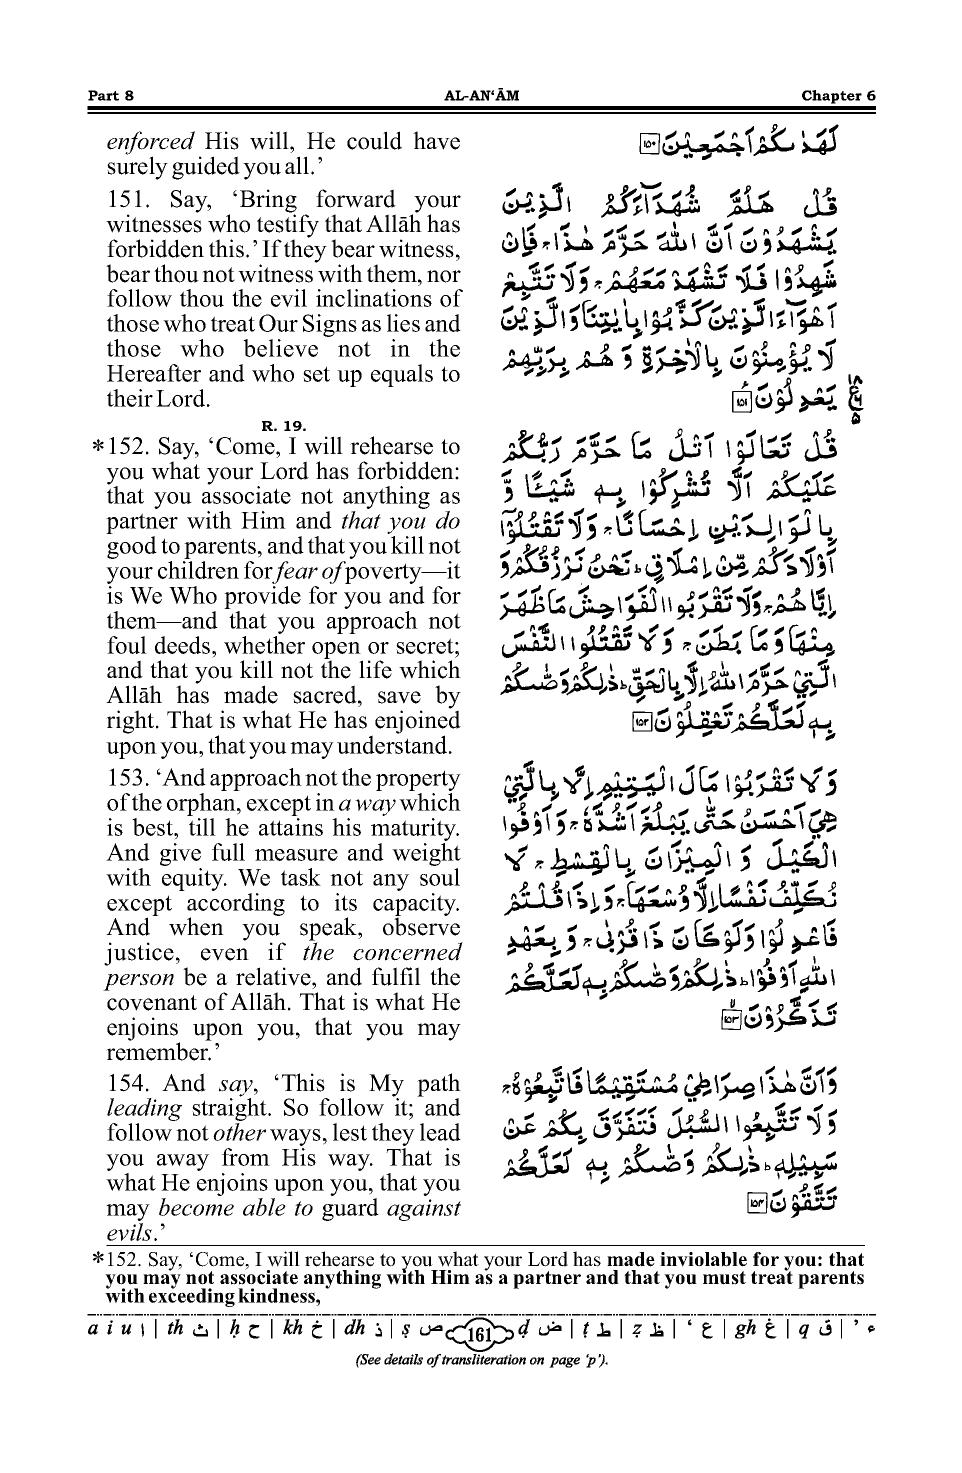 Part 8 AL-AN‘ĀM Chapter 6
enforced His will, He could have
surely guided you all.’
151. Say, ‘Bring forward your
witnesses who testify that Allāh has
forbidden this.’ If they bear witness,
bear thou not witness with them, nor
follow thou the evil inclinations of
those who treat Our Signs as lies and
those who believe not in the
Hereafter and who set up equals to
their Lord.
R. 19.
*152. Say, ‘Come, I will rehearse to
you what your Lord has forbidden:
that you associate not anything as
partner with Him and that you do
good to parents, and that you kill not
your children for fear of poverty—it
is We Who provide for you and for
them—and that you approach not
foul deeds, whether open or secret;
and that you kill not the life which
Allāh has made sacred, save by
right. That is what He has enjoined
upon you, that you may understand.
153. ‘And approach not the property
of the orphan, except in a way which
is best, till he attains his maturity.
And give full measure and weight
with equity. We task not any soul
except according to its capacity.
And when you speak, observe
justice, even if the concerned
person be a relative, and fulfil the
covenant of Allāh. That is what He
enjoins upon you, that you may
remember.’
154. And say, ‘This is My path
leading straight. So follow it; and
follow not other ways, lest they lead
you away from His way. That is
what He enjoins upon you, that you
may become able to guard against
evils.’
لَهَدٰىكُمْ اَجْمَعِيْنَ ۝۱۵۰
قُلْ هَلُمَّ شُهَدَآءَكُمُ الَّذِيْنَ
يَشْهَدُوْنَ اَنَّ اللّٰهَ حَرَّمَ هٰذَا ۚ فَاِنْ
شَهِدُوْا فَلَا تَشْهَدْ مَعَهُمْ ۚ وَلَا تَتَّبِعْ
اَهْوَآءَ الَّذِيْنَ كَذَّبُوْا بِاٰيٰتِنَا وَالَّذِيْنَ
لَا يُؤْمِنُوْنَ بِالْاٰخِرَةِ وَ هُمْ بِرَبِّهِمْ
يَعْدِلُوْنَ ۝۱۵۱
قُلْ تَعَالَوْا اَتْلُ مَا حَرَّمَ رَبُّكُمْ
عَلَيْكُمْ اَلَّا تُشْرِكُوْا بِهٖ شَيْـًٔا وَّ
بِالْوَالِدَيْنِ اِحْسَانًا ۚ وَلَا تَقْتُلُوْٓا
اَوْلَادَكُمْ مِّنْ اِمْلَاقٍ ؕ نَحْنُ نَرْزُقُكُمْ وَ
اِيَّاهُمْ ۚ وَلَا تَقْرَبُوا الْفَوَاحِشَ مَا ظَهَرَ
مِنْهَا وَ مَا بَطَنَ ۚ وَ لَا تَقْتُلُوا النَّفْسَ
الَّتِيْ حَرَّمَ اللّٰهُ اِلَّا بِالْحَقِّ ؕ ذٰلِكُمْ وَصّٰىكُمْ
بِهٖ لَعَلَّكُمْ تَعْقِلُوْنَ ۝۱۵۲
وَ لَا تَقْرَبُوْا مَالَ الْيَتِيْمِ اِلَّا بِالَّتِيْ
هِيَ اَحْسَنُ حَتّٰى يَبْلُغَ اَشُدَّهٗ ۚ وَ اَوْفُوا
الْكَيْلَ وَ الْمِيْزَانَ بِالْقِسْطِ ۚ لَا
نُكَلِّفُ نَفْسًا اِلَّا وُسْعَهَا ۚ وَ اِذَا قُلْتُمْ
فَاعْدِلُوْا وَلَوْ كَانَ ذَا قُرْبٰى ۚ وَ بِعَهْدِ
اللّٰهِ اَوْفُوْا ؕ ذٰلِكُمْ وَصّٰىكُمْ بِهٖ لَعَلَّكُمْ
تَذَكَّرُوْنَ ۝۱۵۳
وَ اَنَّ هٰذَا صِرَاطِيْ مُسْتَقِيْمًا فَاتَّبِعُوْهُ ۚ
وَ لَا تَتَّبِعُوا السُّبُلَ فَتَفَرَّقَ بِكُمْ عَنْ
سَبِيْلِهٖ ؕ ذٰلِكُمْ وَصّٰىكُمْ بِهٖ لَعَلَّكُمْ
تَتَّقُوْنَ ۝۱۵۴
*152. Say, ‘Come, I will rehearse to you what your Lord has made inviolable for you: that
you may not associate anything with Him as a partner and that you must treat parents
with exceeding kindness,
a i u ا | th ث | ḥ ح | kh خ | dh ذ | ṣ ص 161 ḍ ض | ṭ ط | ẓ ظ | ‘ ع | gh غ | q ق | ’ ء
(See details of transliteration on page ‘p’).